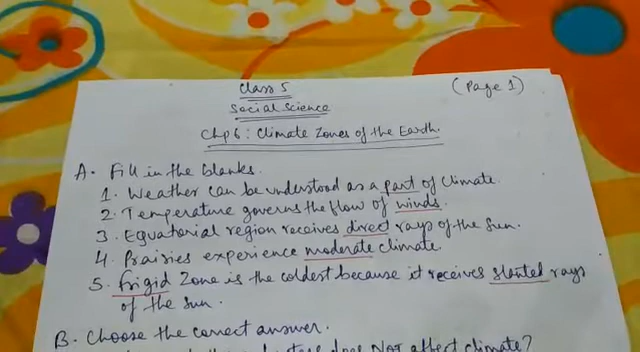 Class 5
(Page 1)
Social Science
Chp 6 : Climate Zones of the Earth.
A. Fill in the blanks.
1. Weather can be understood as a part of climate.
2. Temperature governs the flow of winds.
3. Equatorial region receives direct rays of the Sun.
4. Prairies experience moderate climate.
5. Frigid Zone is the coldest because it receives slanted rays
of the sun.
B. Choose the correct answer.
does NOT affect climate?